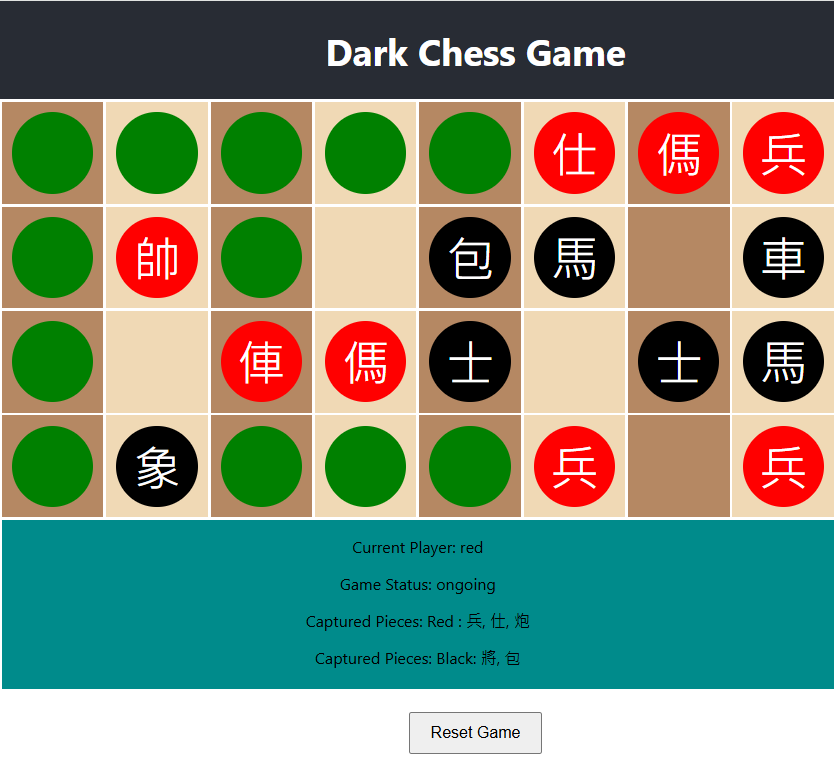 Dark Chess Game
仕 傌 兵
帥 包 馬 車
俥 傌 士 士 馬
象 兵 兵
Current Player: red
Game Status: ongoing
Captured Pieces: Red : 兵, 仕, 炮
Captured Pieces: Black: 將, 包
Reset Game